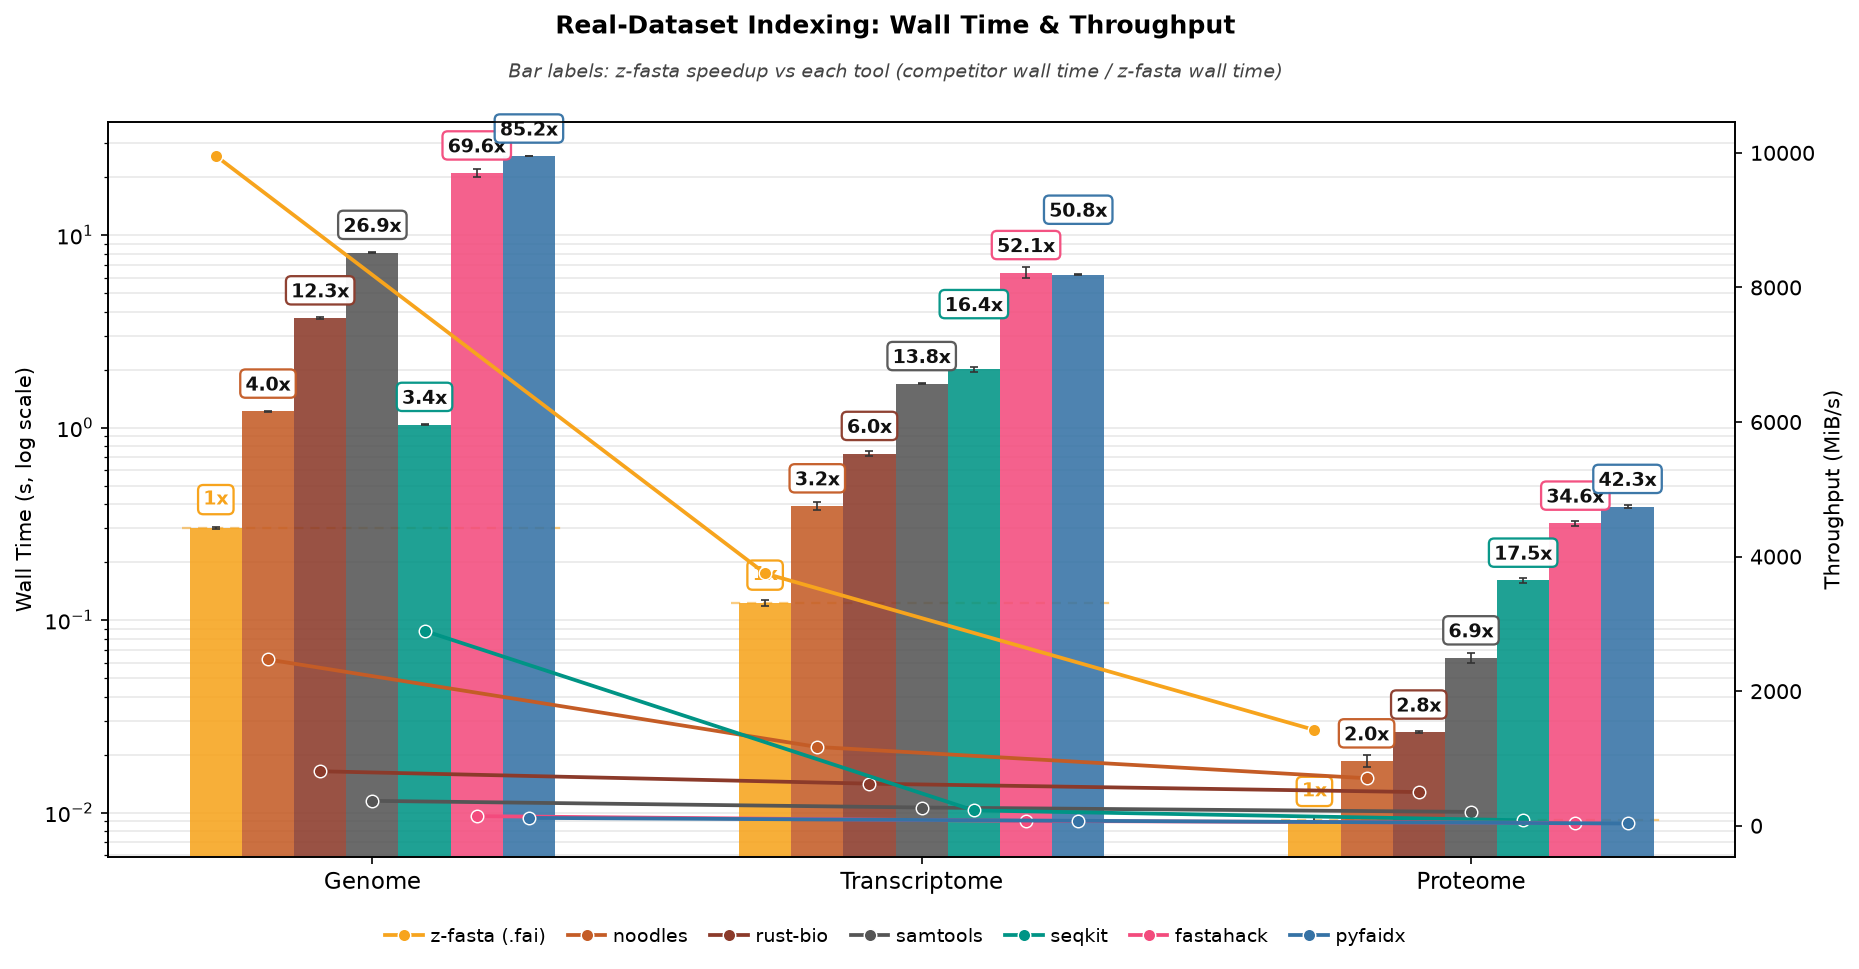 Real-Dataset Indexing: Wall Time & Throughput
Bar labels: z-fasta speedup vs each tool (competitor wall time / z-fasta wall time)
Wall Time (s, log scale)
10¹
10⁰
10⁻¹
10⁻²
1x
4.0x
12.3x
26.9x
3.4x
69.6x
85.2x
1x
3.2x
6.0x
13.8x
16.4x
52.1x
50.8x
1x
2.0x
2.8x
6.9x
17.5x
34.6x
42.3x
10000
8000
6000
4000
2000
0
Throughput (MiB/s)
Genome
Transcriptome
Proteome
z-fasta (.fai)
noodles
rust-bio
samtools
seqkit
fastahack
pyfaidx